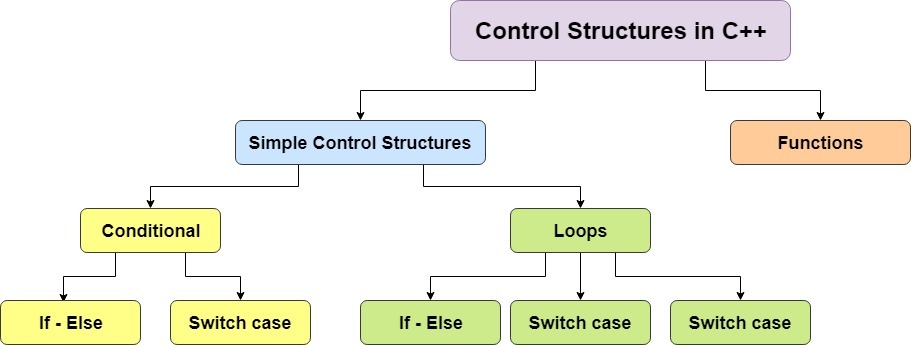 Control Structures in C++
Simple Control Structures
Functions
Conditional
Loops
If - Else
Switch case
If - Else
Switch case
Switch case